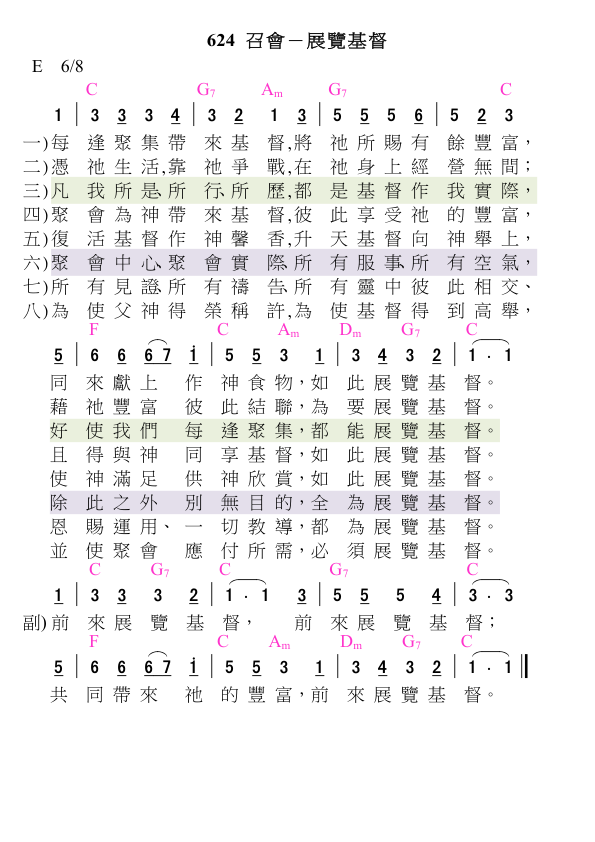 624 召會－展覽基督
E 6/8
C G7 Am G7 C
1 | 3 3 3 4 | 3 2 1 3 | 5 5 5 6 | 5 2 3
一)每 逢 聚 集 帶 來 基 督,將 祂 所 賜 有 餘 豐 富，
二)憑 祂 生 活,靠 祂 爭 戰,在 祂 身 上 經 營 無 間；
三)凡 我 所 是、所 行、所 歷,都 是 基 督 作 我 實 際，
四)聚 會 為 神 帶 來 基 督,彼 此 享 受 祂 的 豐 富，
五)復 活 基 督 作 神 馨 香,升 天 基 督 向 神 舉 上，
六)聚 會 中 心、聚 會 實 際、所 有 服 事、所 有 空 氣，
七)所 有 見 證、所 有 禱 告、所 有 靈 中 彼 此 相 交、
八)為 使 父 神 得 榮 稱 許,為 使 基 督 得 到 高 舉，
F C Am Dm G7 C
5 | 6 6 6 7 i | 5 5 3 1 | 3 4 3 2 | 1 · 1
同 來 獻 上 作 神 食 物，如 此 展 覽 基 督。
藉 祂 豐 富 彼 此 結 聯，為 要 展 覽 基 督。
好 使 我 們 每 逢 聚 集，都 能 展 覽 基 督。
且 得 與 神 同 享 基 督，如 此 展 覽 基 督。
使 神 滿 足 供 神 欣 賞，如 此 展 覽 基 督。
除 此 之 外 別 無 目 的，全 為 展 覽 基 督。
恩 賜 運 用、一 切 教 導，都 為 展 覽 基 督。
並 使 聚 會 應 付 所 需，必 須 展 覽 基 督。
C G7 C G7 C
1 | 3 3 3 2 | 1 · 1 3 | 5 5 5 4 | 3 · 3
副)前 來 展 覽 基 督， 前 來 展 覽 基 督；
F C Am Dm G7 C
5 | 6 6 6 7 i | 5 5 3 1 | 3 4 3 2 | 1 · 1
共 同 帶 來 祂 的 豐 富，前 來 展 覽 基 督。